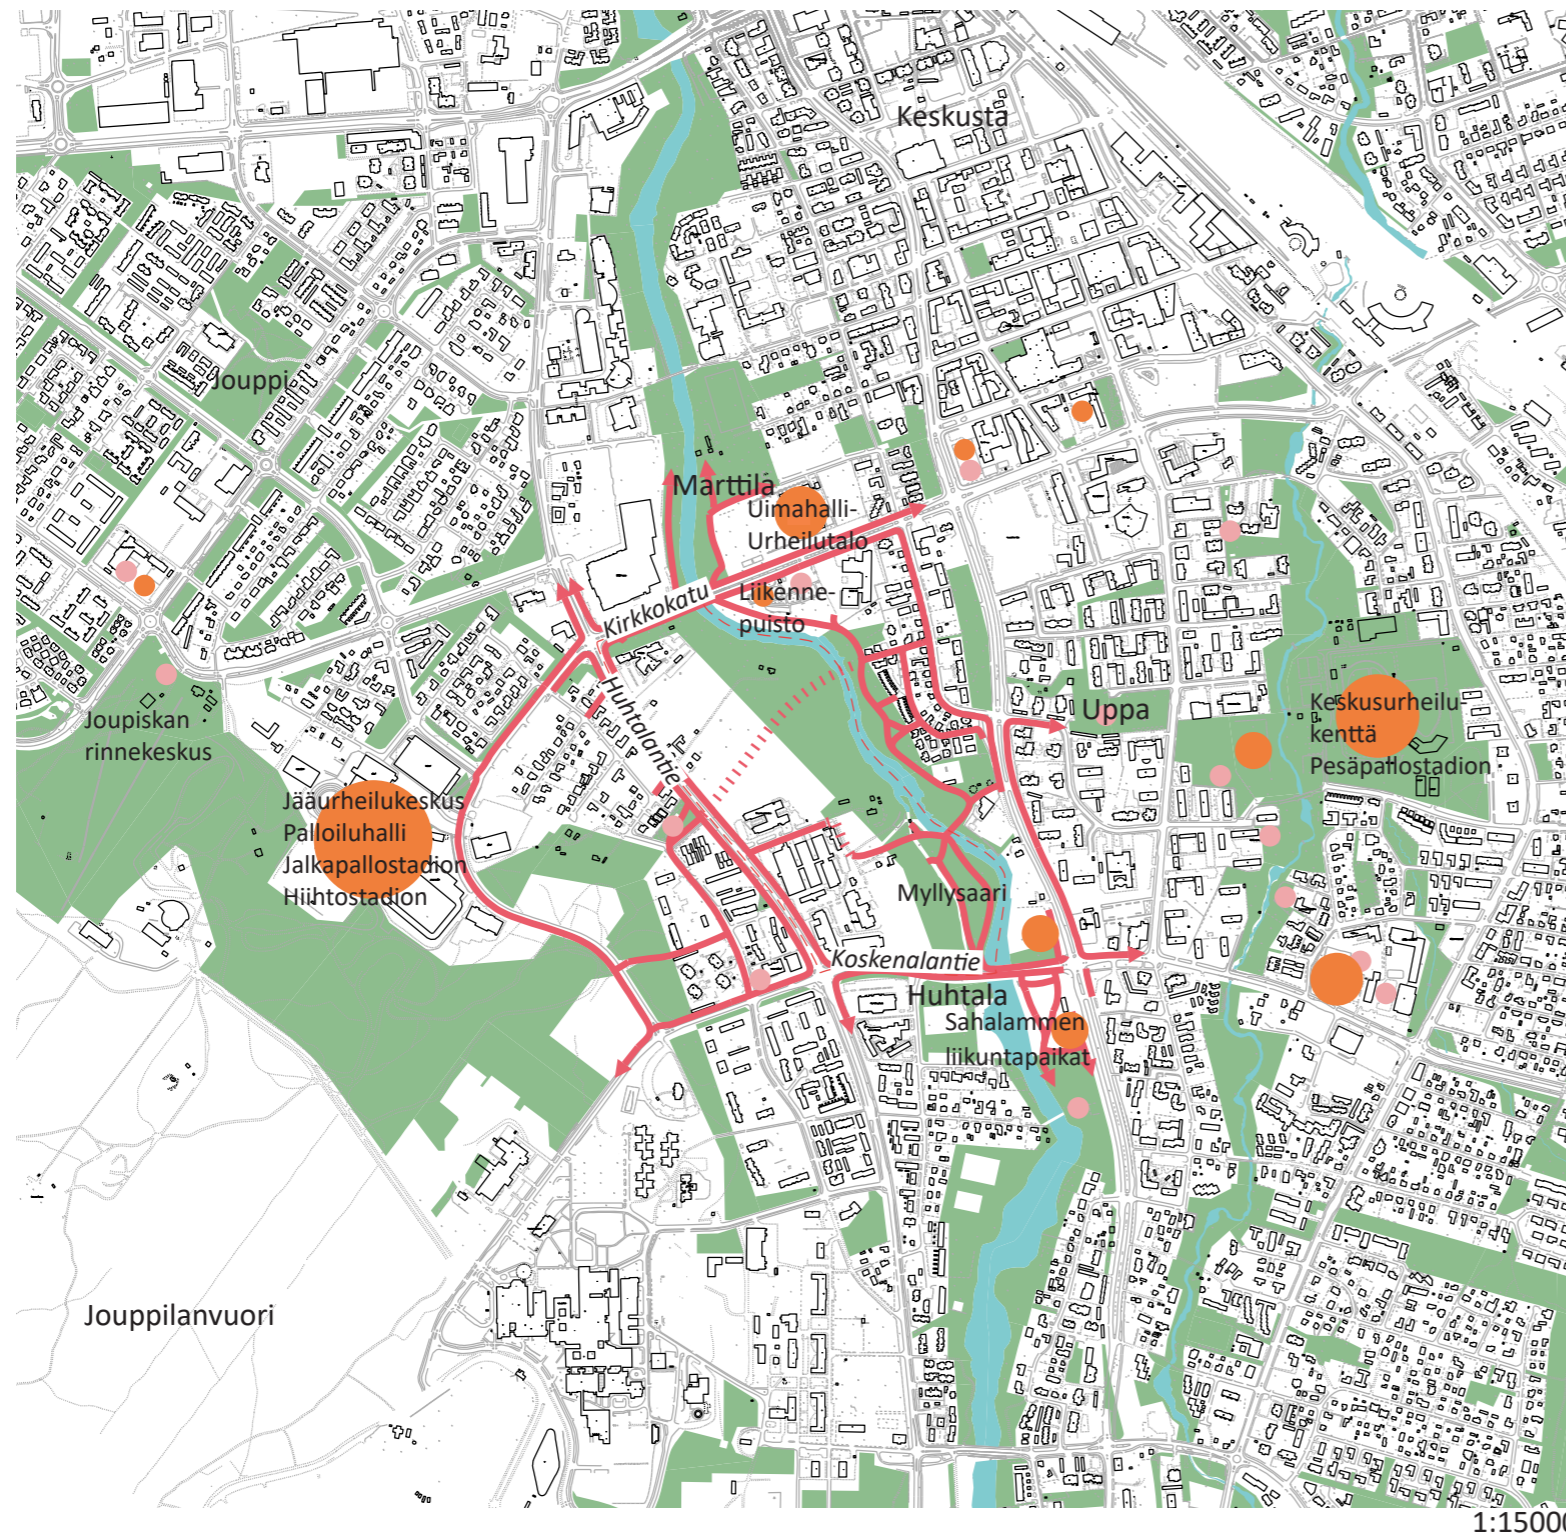 Keskusta
Jouppi
Marttila
Uimahalli-
Urheilutalo
Kirkkokatu
Liikenne-
puisto
Huhtalantie
Uppa
Keskusurheilu-
kenttä
Pesäpallostadion
Joupiskan
rinnekeskus
Jääurheilukeskus
Palloiluhalli
Jalkapallostadion
Hiihtostadion
Myllysaari
Koskenalantie
Huhtala
Sahalammen
liikuntapaikat
Jouppilanvuori
1:15000